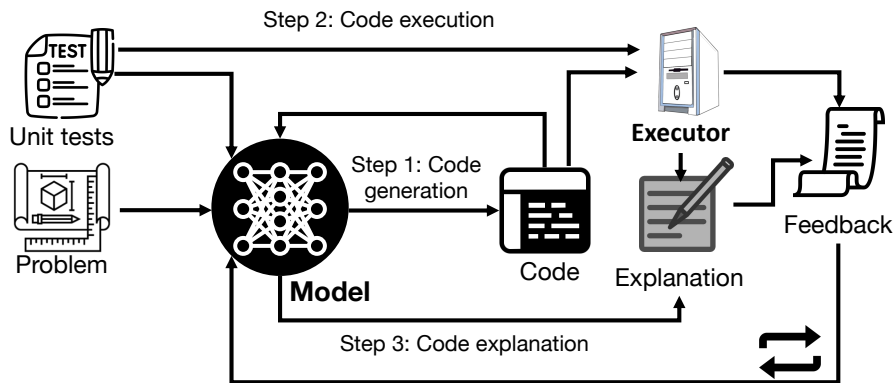 Step 2: Code execution
TEST
Unit tests
Executor
Step 1: Code
generation
Problem
Model
Code
Explanation
Feedback
Step 3: Code explanation